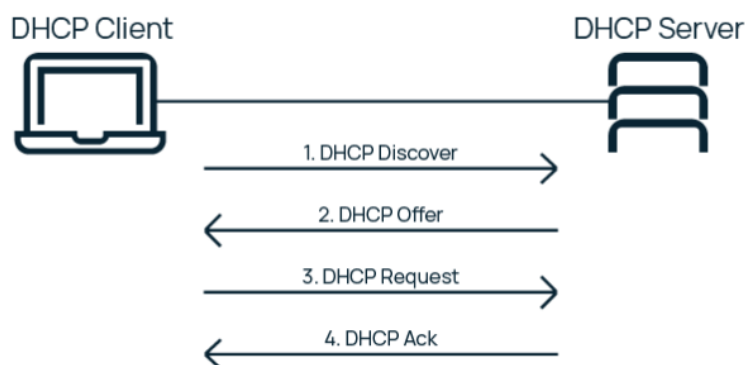 DHCP Client
DHCP Server
1. DHCP Discover
2. DHCP Offer
3. DHCP Request
4. DHCP Ack